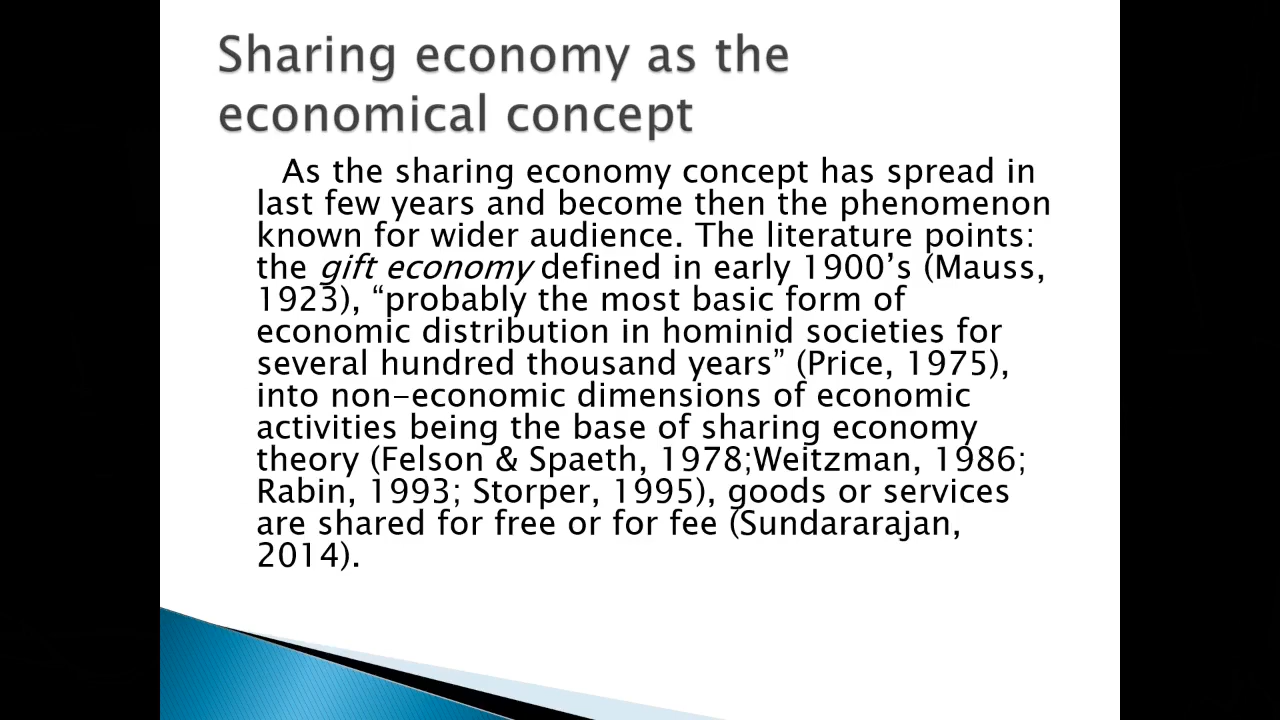 Sharing economy as the
economical concept
As the sharing economy concept has spread in
last few years and become then the phenomenon
known for wider audience. The literature points:
the gift economy defined in early 1900’s (Mauss,
1923), “probably the most basic form of
economic distribution in hominid societies for
several hundred thousand years” (Price, 1975),
into non-economic dimensions of economic
activities being the base of sharing economy
theory (Felson & Spaeth, 1978;Weitzman, 1986;
Rabin, 1993; Storper, 1995), goods or services
are shared for free or for fee (Sundararajan,
2014).